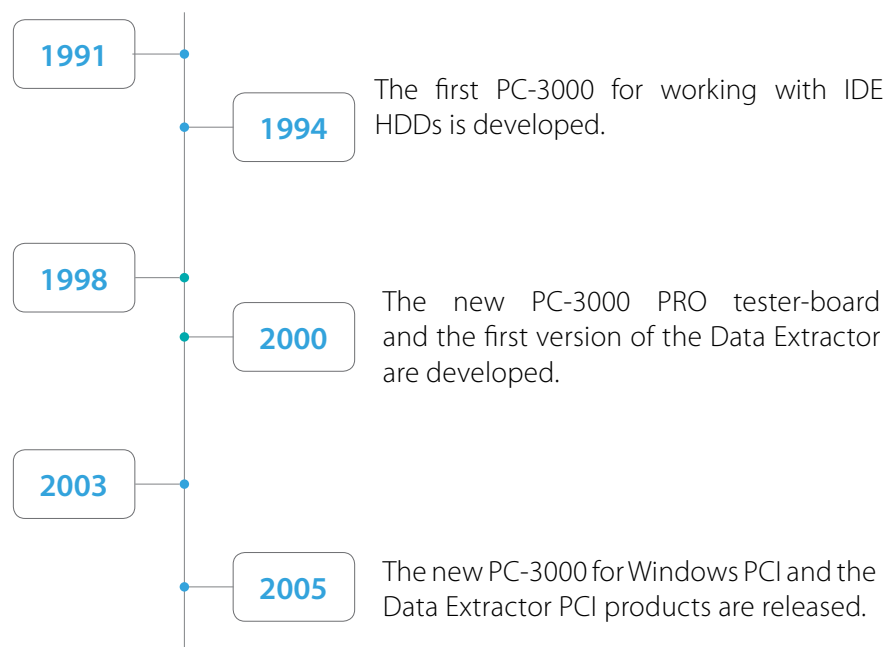 1991
1994
The first PC-3000 for working with IDE
HDDs is developed.
1998
2000
The new PC-3000 PRO tester-board
and the first version of the Data Extractor
are developed.
2003
2005
The new PC-3000 for Windows PCI and the
Data Extractor PCI products are released.